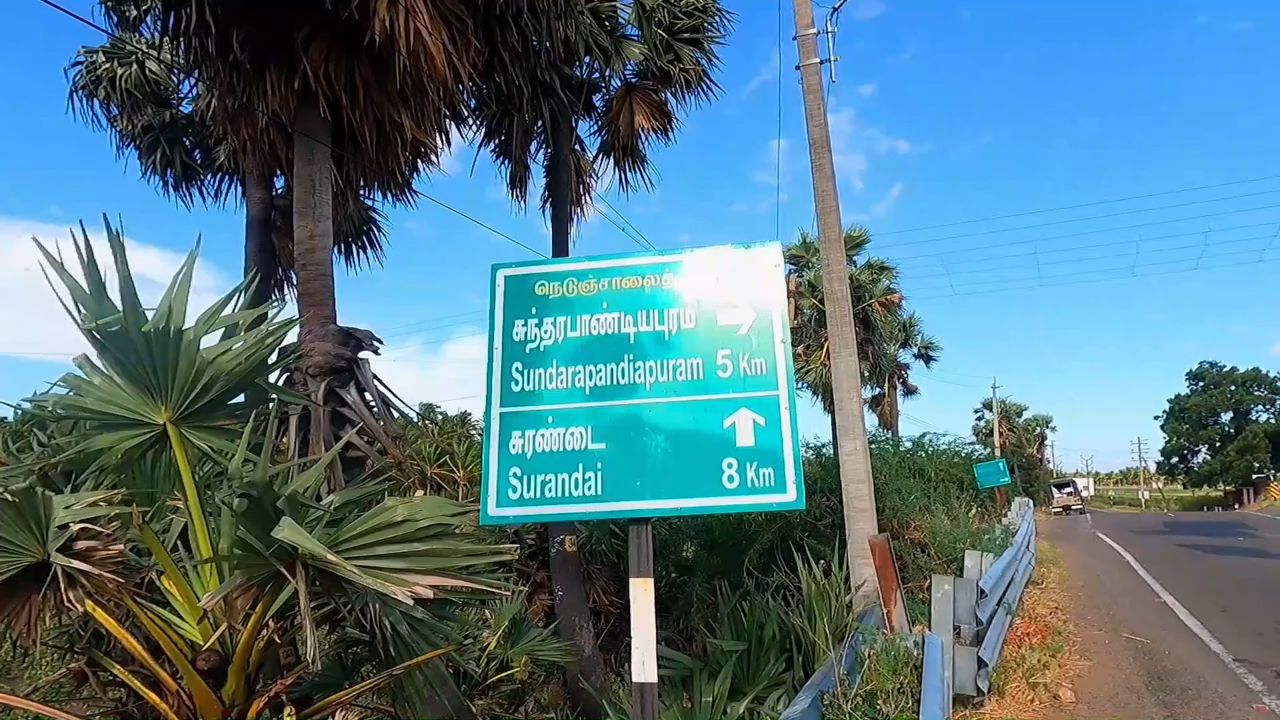 நெடுஞ்சாலைத்
சுந்தரபாண்டியபுரம் →
Sundarapandiapuram 5 Km
சுரண்டை ↑
Surandai 8 Km